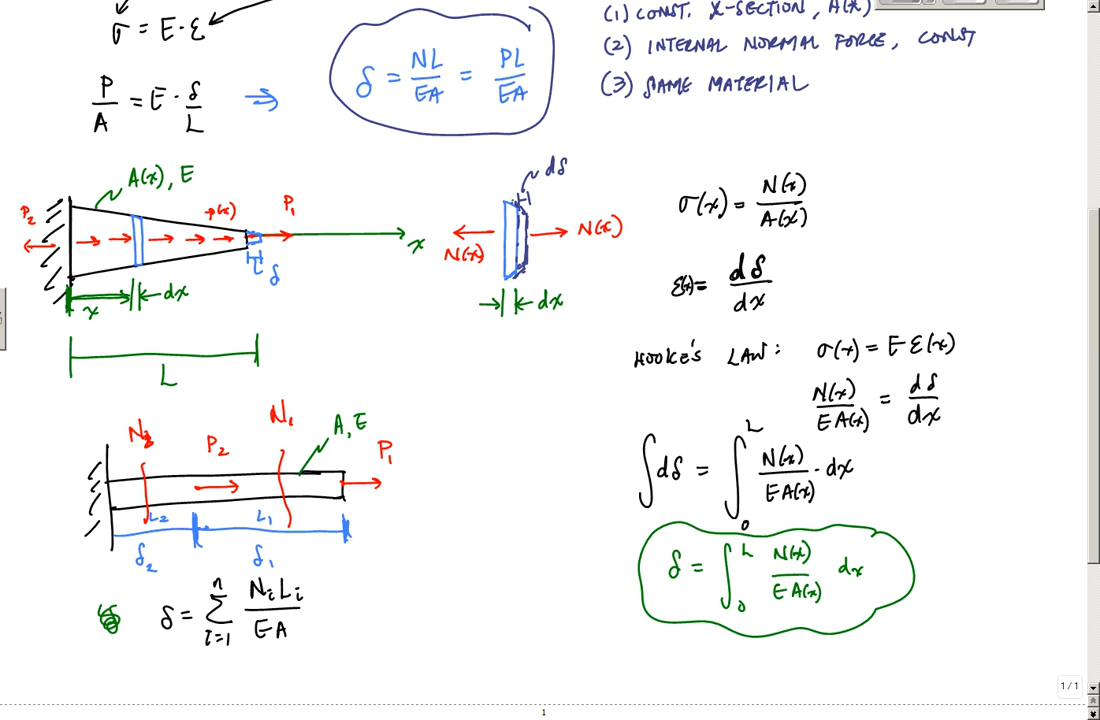 σ = E·ε
P/A = E · δ/L ⇒ δ = NL/EA = PL/EA
(1) CONST. X-SECTION, A(x)
(2) INTERNAL NORMAL FORCE, CONST
(3) SAME MATERIAL
A(x), E
P2
p(x)
P1
x
δ
x
dx
L
dδ
N(x)
N(x)
dx
σ(x) = N(x)/A(x)
ε(x) = dδ/dx
HOOKE'S LAW: σ(x) = E ε(x)
N(x)/EA(x) = dδ/dx
∫dδ = ∫₀ᴸ N(x)/EA(x) · dx
δ = ∫₀ᴸ N(x)/EA(x) dx
N2
P2
N1
A, E
P1
L2
L1
δ2
δ1
δ = Σ_{i=1}^{n} NiLi/EA
1/1
1